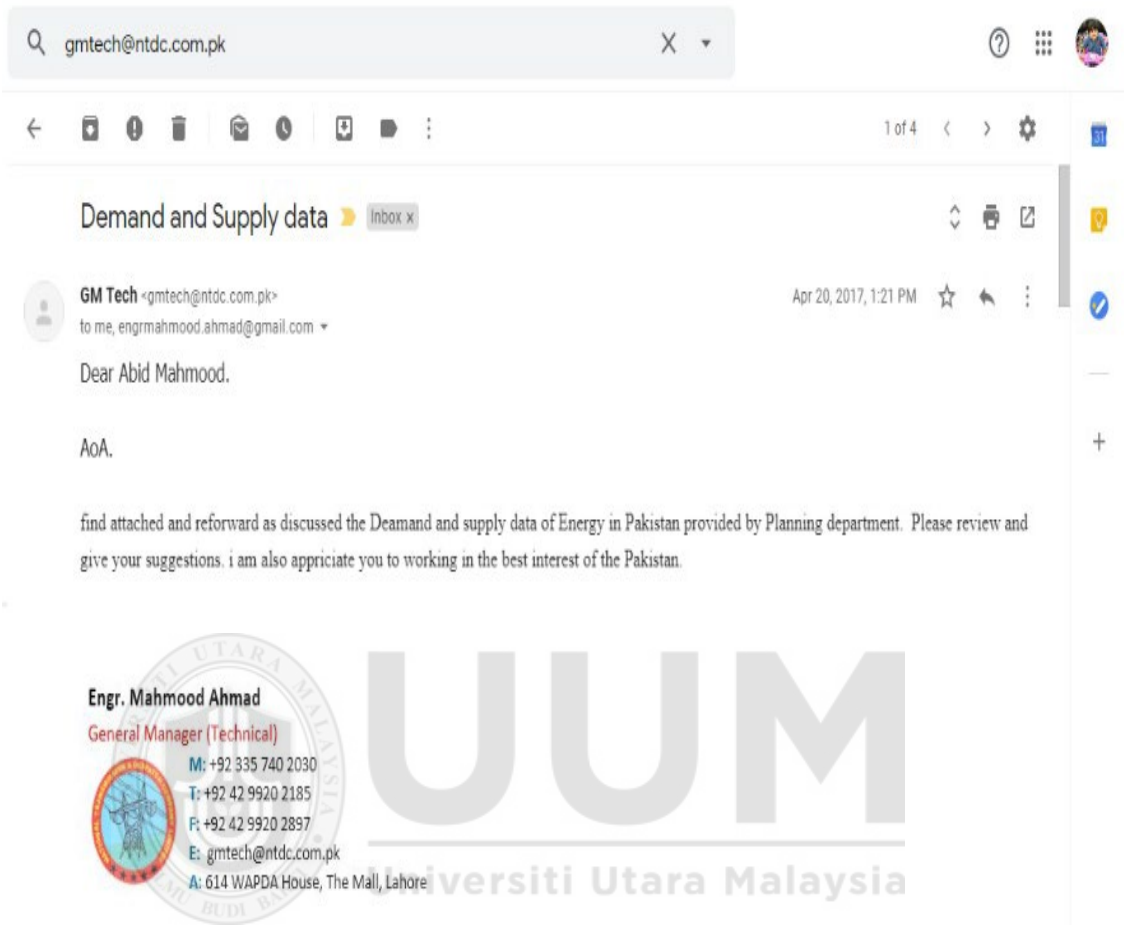 gmtech@ntdc.com.pk
1 of 4
31
Demand and Supply data Inbox x
GM Tech <gmtech@ntdc.com.pk>
Apr 20, 2017, 1:21 PM
to me, engrmahmood.ahmad@gmail.com
Dear Abid Mahmood.
AoA.
find attached and reforward as discussed the Deamand and supply data of Energy in Pakistan provided by Planning department. Please review and
give your suggestions. i am also appriciate you to working in the best interest of the Pakistan.
Engr. Mahmood Ahmad
General Manager (Technical)
M: +92 335 740 2030
T: +92 42 9920 2185
F: +92 42 9920 2897
E: gmtech@ntdc.com.pk
A: 614 WAPDA House, The Mall, Lahore
UUM
Universiti Utara Malaysia